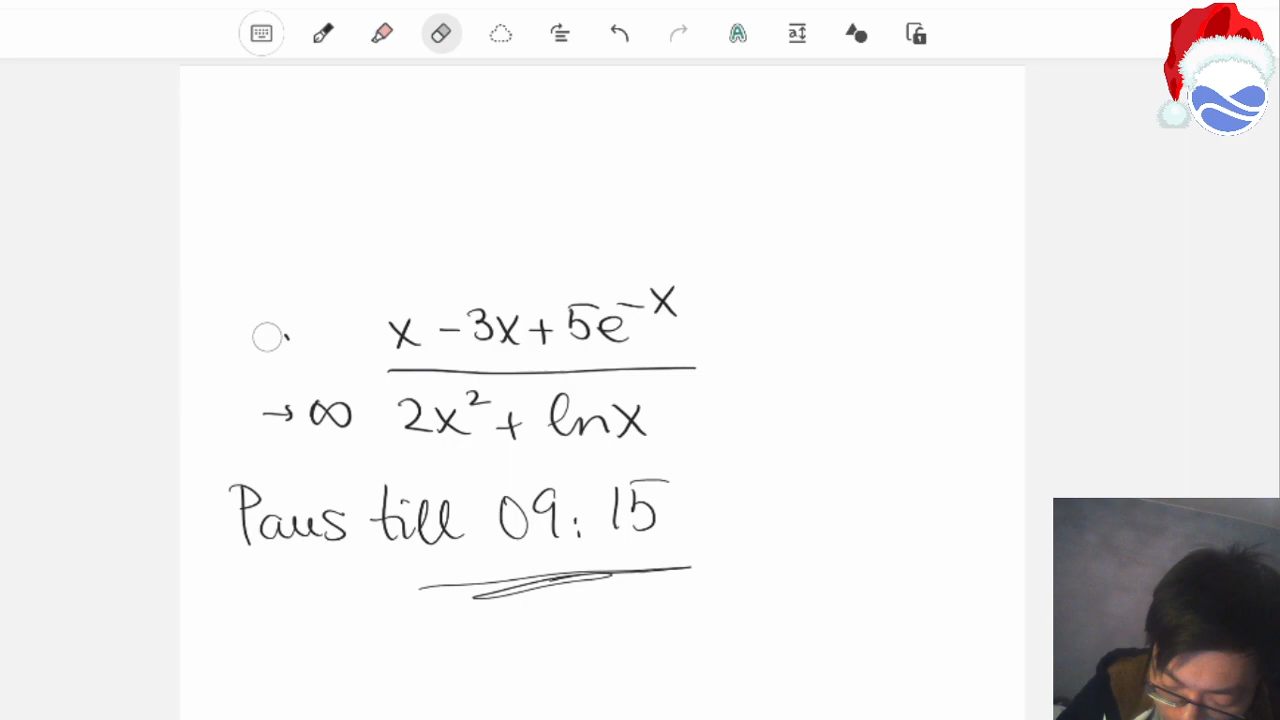 x - 3x + 5e^{-x}
→ ∞ 2x² + ln x
Paus till 09:15